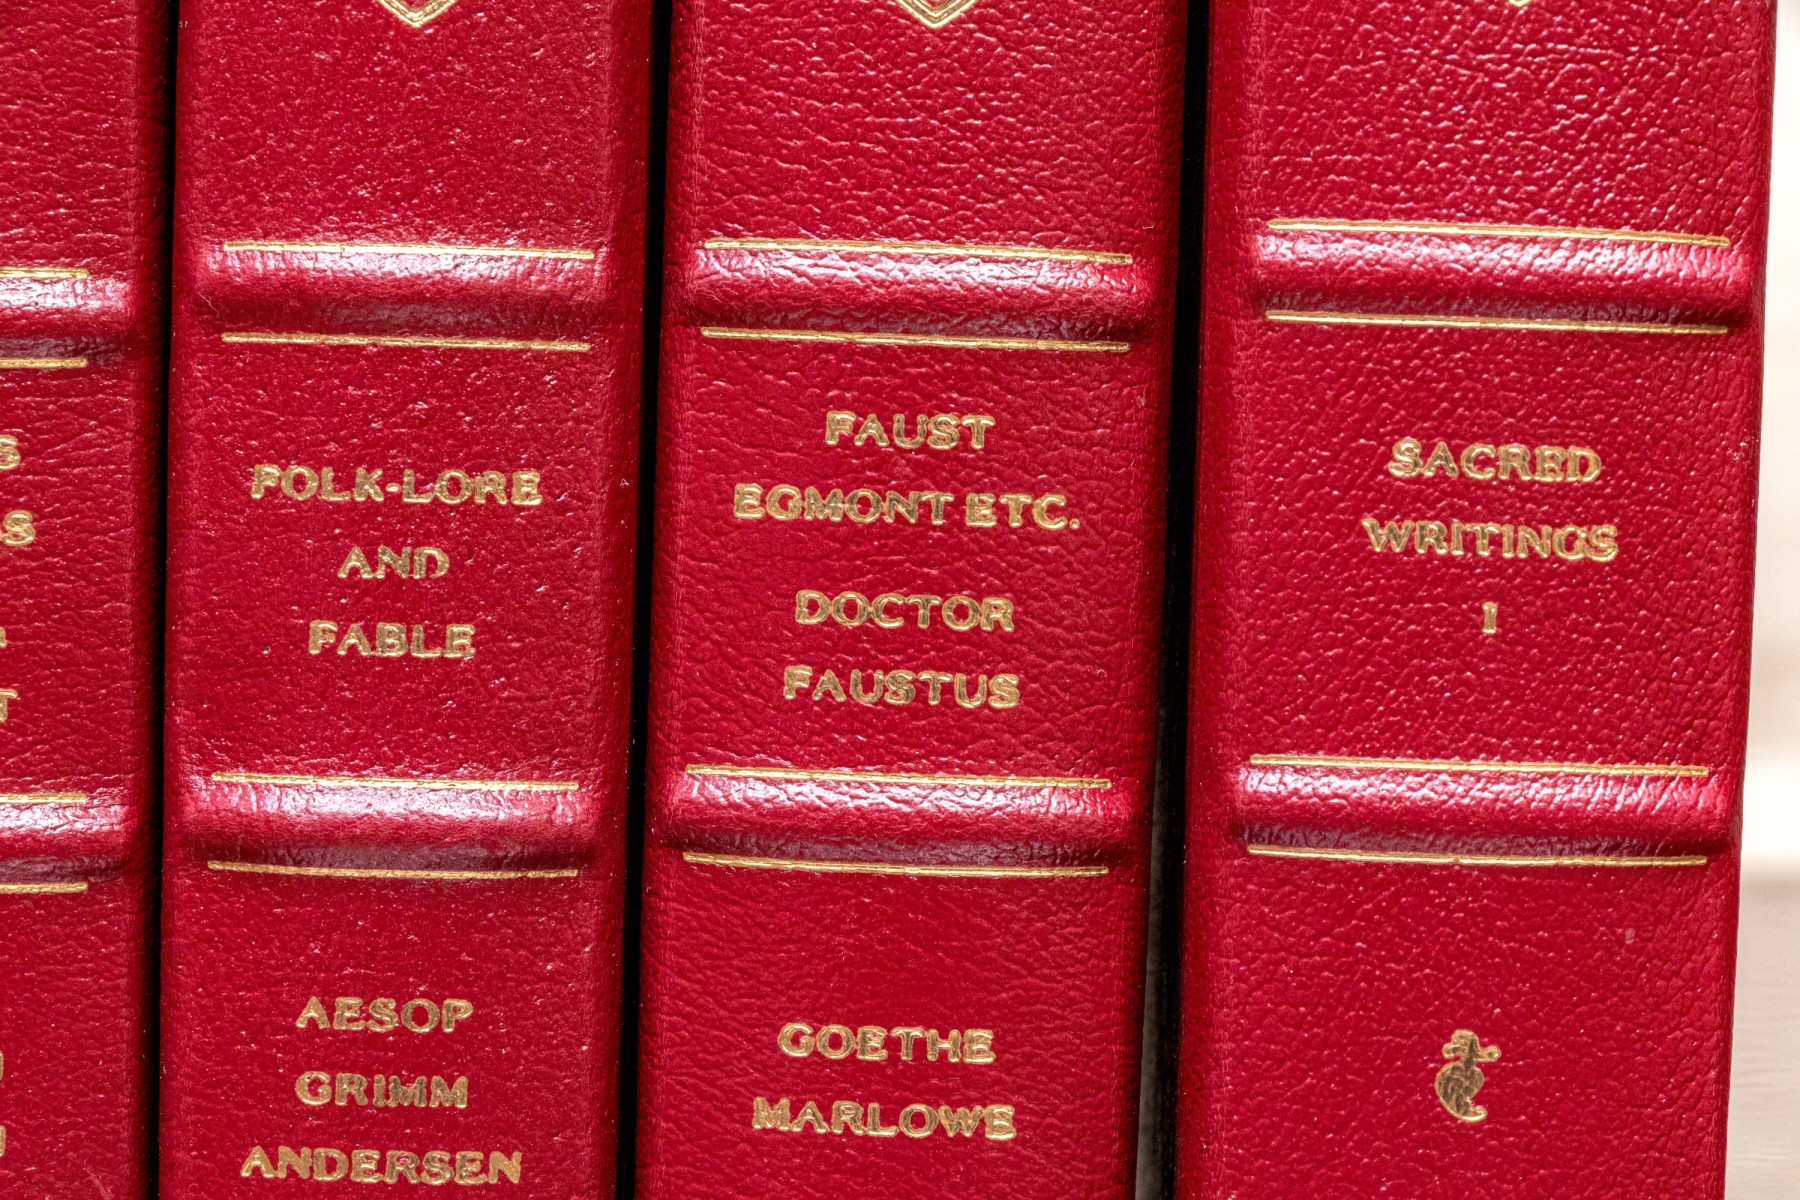 FOLK-LORE
AND
FABLE
AESOP
GRIMM
ANDERSEN
FAUST
EGMONT ETC.
DOCTOR
FAUSTUS
GOETHE
MARLOWE
SACRED
WRITINGS
I